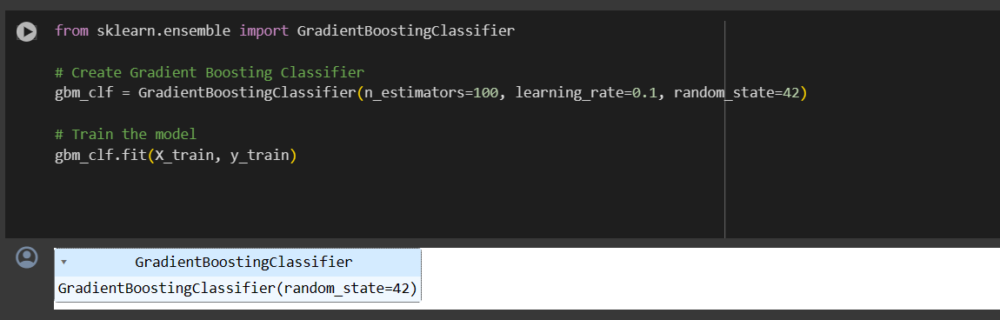 from sklearn.ensemble import GradientBoostingClassifier
# Create Gradient Boosting Classifier
gbm_clf = GradientBoostingClassifier(n_estimators=100, learning_rate=0.1, random_state=42)
# Train the model
gbm_clf.fit(X_train, y_train)
GradientBoostingClassifier
GradientBoostingClassifier(random_state=42)